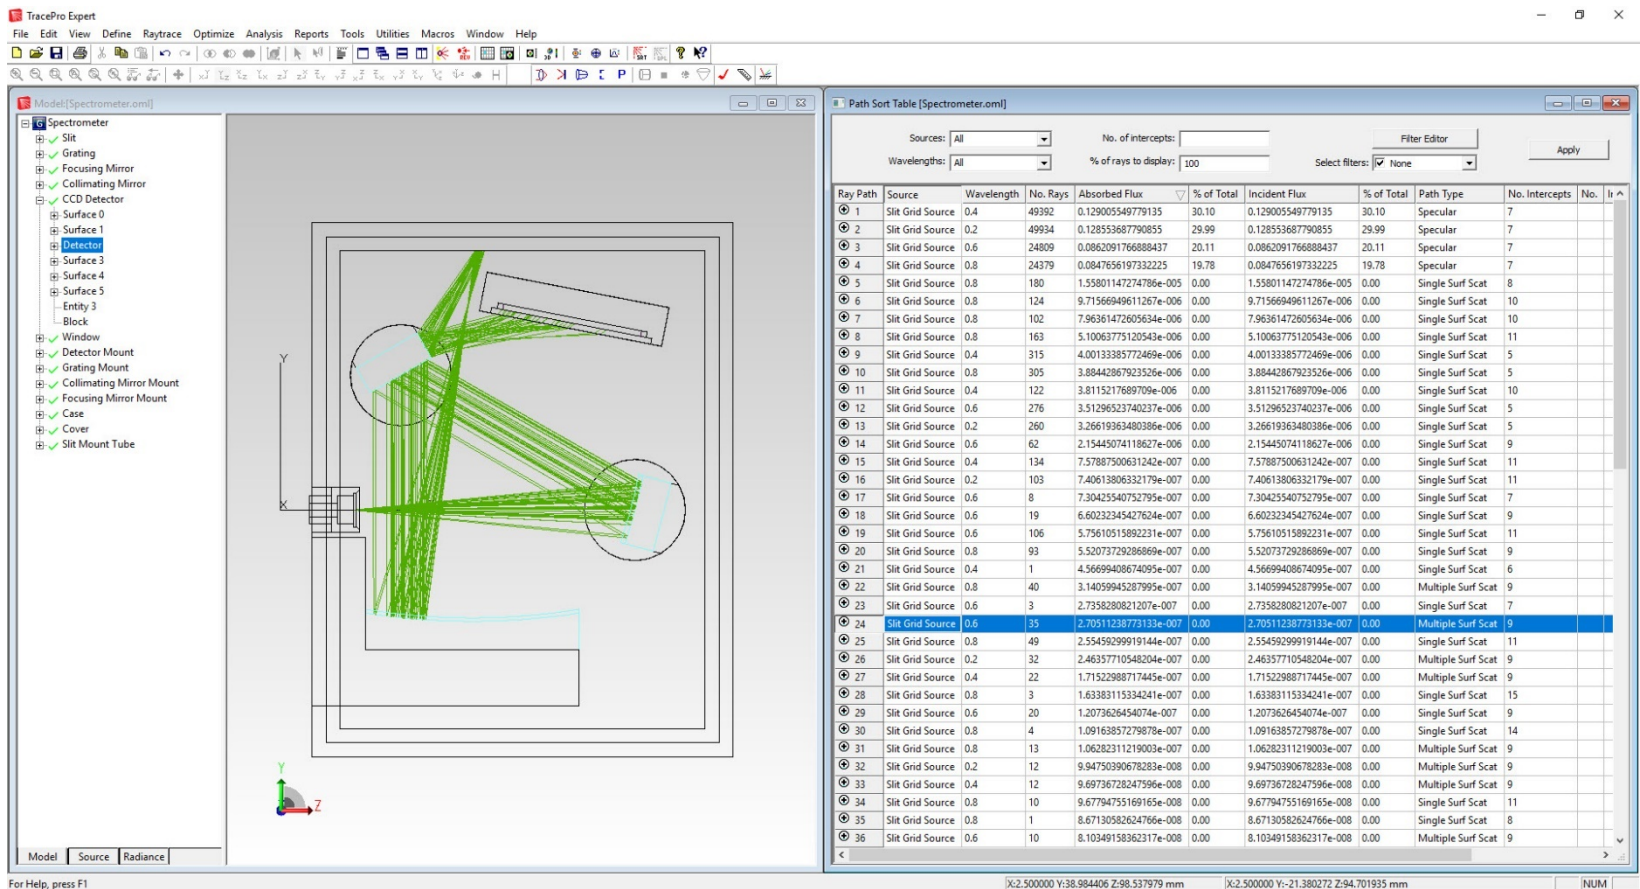 TracePro Expert
File Edit View Define Raytrace Optimize Analysis Reports Tools Utilities Macros Window Help
Model:[Spectrometer.oml]
Spectrometer
Slit
Grating
Focusing Mirror
Collimating Mirror
CCD Detector
Surface 0
Surface 1
Detector
Surface 3
Surface 4
Surface 5
Entity 3
Block
Window
Detector Mount
Grating Mount
Collimating Mirror Mount
Focusing Mirror Mount
Case
Cover
Slit Mount Tube
Model Source Radiance
Y
X
Y
Z
Path Sort Table [Spectrometer.oml]
Sources: All No. of intercepts: Filter Editor Apply
Wavelengths: All % of rays to display: 100 Select filters: None
Ray Path Source Wavelength No. Rays Absorbed Flux % of Total Incident Flux % of Total Path Type No. Intercepts No.
1 Slit Grid Source 0.4 49392 0.129005549779135 30.10 0.129005549779135 30.10 Specular 7
2 Slit Grid Source 0.2 49934 0.128553687790855 29.99 0.128553687790855 29.99 Specular 7
3 Slit Grid Source 0.6 24809 0.0862091766888437 20.11 0.0862091766888437 20.11 Specular 7
4 Slit Grid Source 0.8 24379 0.0847656197332225 19.78 0.0847656197332225 19.78 Specular 7
5 Slit Grid Source 0.8 180 1.55801147274786e-005 0.00 1.55801147274786e-005 0.00 Single Surf Scat 8
6 Slit Grid Source 0.8 124 9.71566949611267e-006 0.00 9.71566949611267e-006 0.00 Single Surf Scat 10
7 Slit Grid Source 0.8 102 7.96361472605634e-006 0.00 7.96361472605634e-006 0.00 Single Surf Scat 10
8 Slit Grid Source 0.8 163 5.10063775120543e-006 0.00 5.10063775120543e-006 0.00 Single Surf Scat 11
9 Slit Grid Source 0.4 315 4.00133385772469e-006 0.00 4.00133385772469e-006 0.00 Single Surf Scat 5
10 Slit Grid Source 0.8 305 3.88442867923526e-006 0.00 3.88442867923526e-006 0.00 Single Surf Scat 5
11 Slit Grid Source 0.4 122 3.8115217689709e-006 0.00 3.8115217689709e-006 0.00 Single Surf Scat 10
12 Slit Grid Source 0.6 276 3.51296523740237e-006 0.00 3.51296523740237e-006 0.00 Single Surf Scat 5
13 Slit Grid Source 0.2 260 3.26619363480386e-006 0.00 3.26619363480386e-006 0.00 Single Surf Scat 5
14 Slit Grid Source 0.6 62 2.15445074118627e-006 0.00 2.15445074118627e-006 0.00 Single Surf Scat 9
15 Slit Grid Source 0.4 134 7.57887500631242e-007 0.00 7.57887500631242e-007 0.00 Single Surf Scat 11
16 Slit Grid Source 0.2 103 7.40613806332179e-007 0.00 7.40613806332179e-007 0.00 Single Surf Scat 11
17 Slit Grid Source 0.6 8 7.30425540752795e-007 0.00 7.30425540752795e-007 0.00 Single Surf Scat 7
18 Slit Grid Source 0.6 19 6.60232345427624e-007 0.00 6.60232345427624e-007 0.00 Single Surf Scat 9
19 Slit Grid Source 0.6 106 5.75610515892231e-007 0.00 5.75610515892231e-007 0.00 Single Surf Scat 11
20 Slit Grid Source 0.8 93 5.52073729286869e-007 0.00 5.52073729286869e-007 0.00 Single Surf Scat 9
21 Slit Grid Source 0.4 1 4.56699408674095e-007 0.00 4.56699408674095e-007 0.00 Single Surf Scat 6
22 Slit Grid Source 0.8 40 3.14059945287995e-007 0.00 3.14059945287995e-007 0.00 Multiple Surf Scat 9
23 Slit Grid Source 0.6 3 2.7358280821207e-007 0.00 2.7358280821207e-007 0.00 Single Surf Scat 7
24 Slit Grid Source 0.6 35 2.70511238773133e-007 0.00 2.70511238773133e-007 0.00 Multiple Surf Scat 9
25 Slit Grid Source 0.8 49 2.55459299919144e-007 0.00 2.55459299919144e-007 0.00 Single Surf Scat 11
26 Slit Grid Source 0.2 32 2.46357710548204e-007 0.00 2.46357710548204e-007 0.00 Multiple Surf Scat 9
27 Slit Grid Source 0.4 22 1.71522988717445e-007 0.00 1.71522988717445e-007 0.00 Multiple Surf Scat 9
28 Slit Grid Source 0.8 3 1.63383115334241e-007 0.00 1.63383115334241e-007 0.00 Single Surf Scat 15
29 Slit Grid Source 0.6 20 1.2073626454074e-007 0.00 1.2073626454074e-007 0.00 Single Surf Scat 9
30 Slit Grid Source 0.8 4 1.09163857279878e-007 0.00 1.09163857279878e-007 0.00 Single Surf Scat 14
31 Slit Grid Source 0.8 13 1.06282311219003e-007 0.00 1.06282311219003e-007 0.00 Multiple Surf Scat 9
32 Slit Grid Source 0.2 12 9.94750390678283e-008 0.00 9.94750390678283e-008 0.00 Multiple Surf Scat 9
33 Slit Grid Source 0.4 12 9.69736728247596e-008 0.00 9.69736728247596e-008 0.00 Multiple Surf Scat 9
34 Slit Grid Source 0.8 10 9.67794755169165e-008 0.00 9.67794755169165e-008 0.00 Single Surf Scat 11
35 Slit Grid Source 0.8 1 8.67130582624766e-008 0.00 8.67130582624766e-008 0.00 Single Surf Scat 8
36 Slit Grid Source 0.6 10 8.10349158362317e-008 0.00 8.10349158362317e-008 0.00 Multiple Surf Scat 9
For Help, press F1 X:2.500000 Y:38.984406 Z:98.537979 mm X:2.500000 Y:-21.380272 Z:94.701935 mm NUM